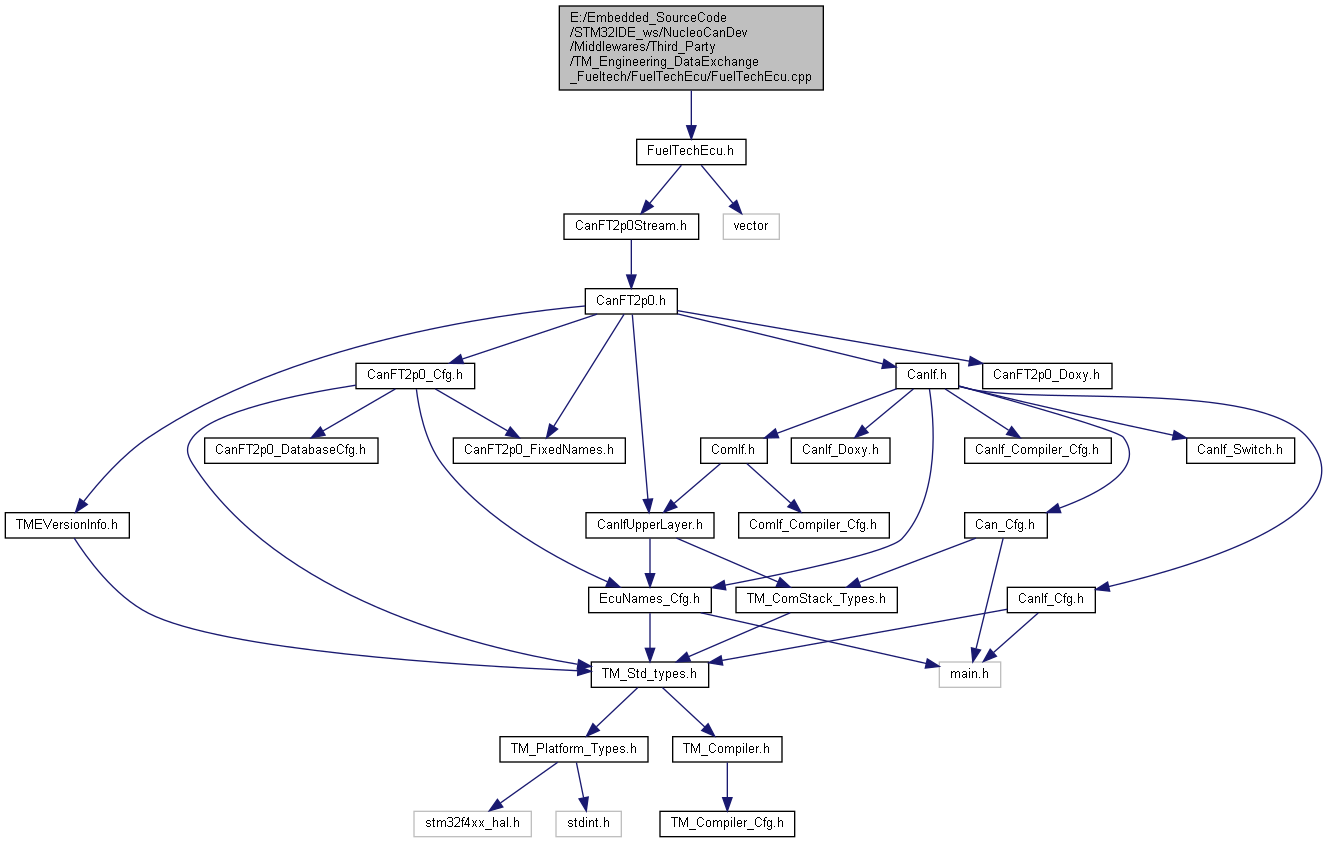 E:/Embedded_SourceCode
/STM32IDE_ws/NucleoCanDev
/Middlewares/Third_Party
/TM_Engineering_DataExchange
_Fueltech/FuelTechEcu/FuelTechEcu.cpp
FuelTechEcu.h
CanFT2p0Stream.h
vector
CanFT2p0.h
CanFT2p0_Cfg.h
CanIf.h
CanFT2p0_Doxy.h
CanFT2p0_DatabaseCfg.h
CanFT2p0_FixedNames.h
ComIf.h
CanIf_Doxy.h
CanIf_Compiler_Cfg.h
CanIf_Switch.h
TMEVersionInfo.h
CanIfUpperLayer.h
ComIf_Compiler_Cfg.h
Can_Cfg.h
EcuNames_Cfg.h
TM_ComStack_Types.h
CanIf_Cfg.h
TM_Std_types.h
main.h
TM_Platform_Types.h
TM_Compiler.h
stm32f4xx_hal.h
stdint.h
TM_Compiler_Cfg.h